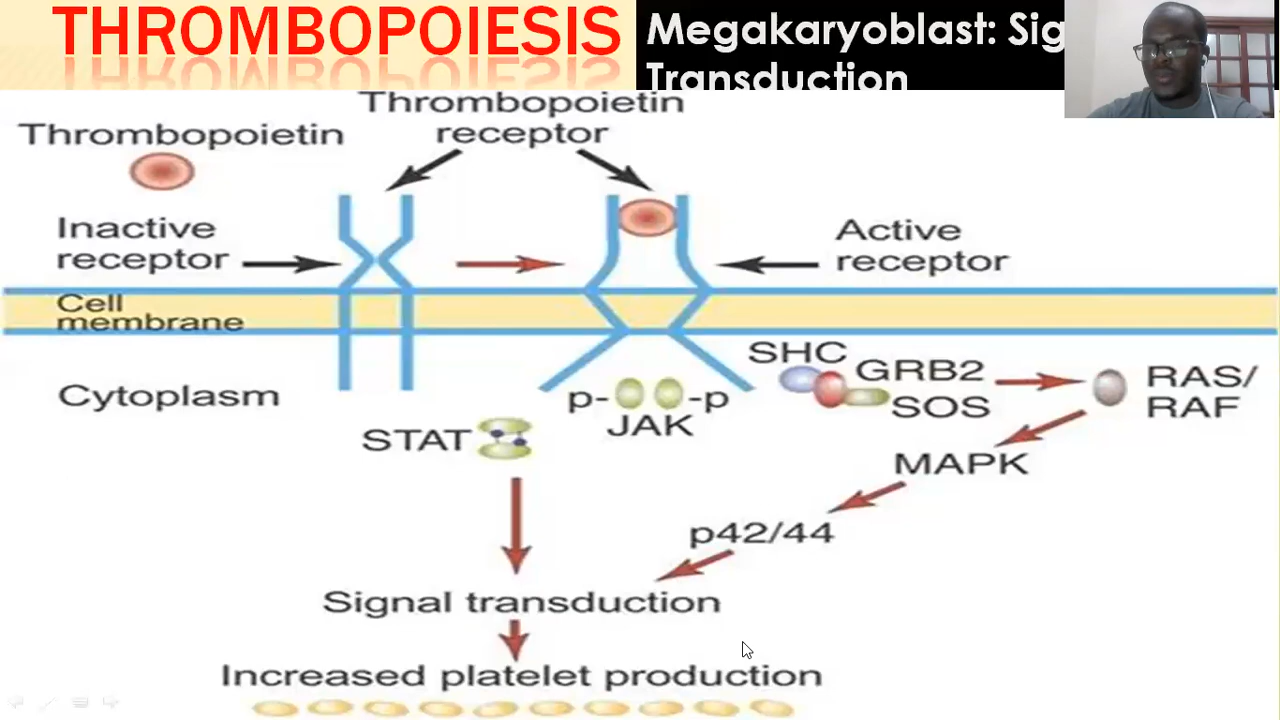 THROMBOPOIESIS
Megakaryoblast: Sig
Transduction
Thrombopoietin
receptor
Thrombopoietin
Inactive
receptor
Active
receptor
Cell
membrane
Cytoplasm
SHC
GRB2
SOS
RAS/
RAF
p-
-p
JAK
STAT
MAPK
p42/44
Signal transduction
Increased platelet production